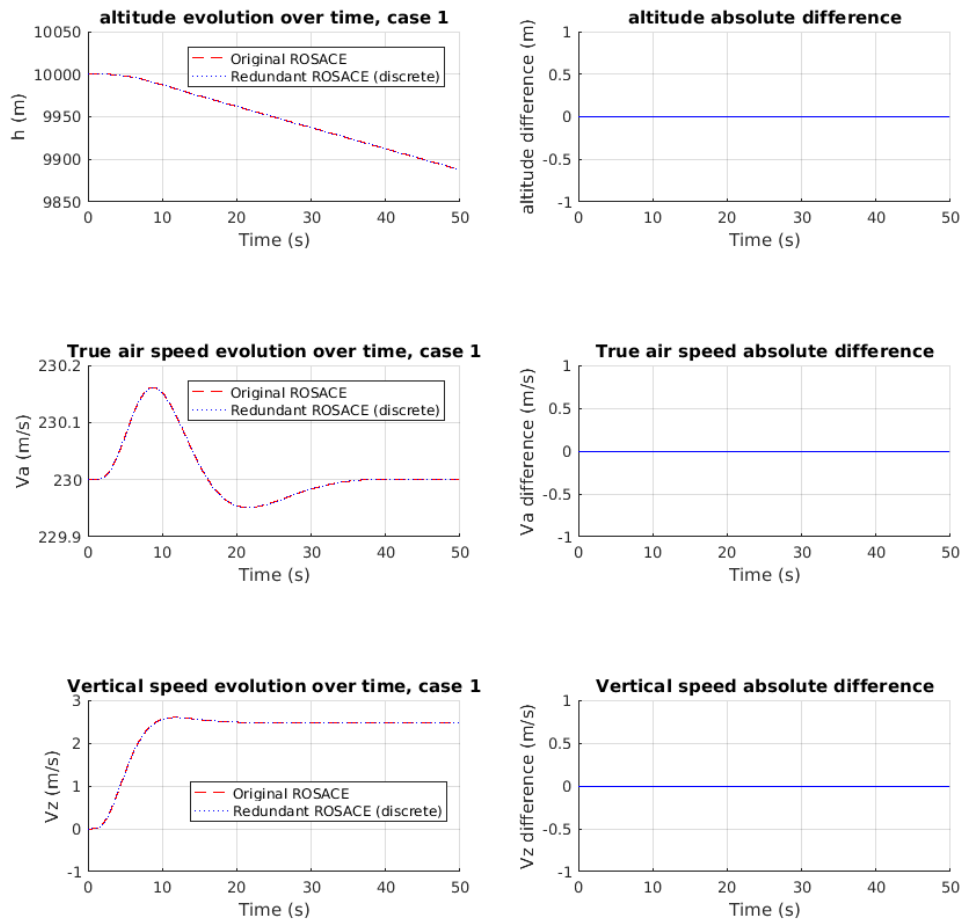 altitude evolution over time, case 1
10050
10000
9950
9900
9850
h (m)
Original ROSACE
Redundant ROSACE (discrete)
0 10 20 30 40 50
Time (s)
altitude absolute difference
1
0.5
0
-0.5
-1
altitude difference (m)
0 10 20 30 40 50
Time (s)
True air speed evolution over time, case 1
230.2
230.1
230
229.9
Va (m/s)
Original ROSACE
Redundant ROSACE (discrete)
0 10 20 30 40 50
Time (s)
True air speed absolute difference
1
0.5
0
-0.5
-1
Va difference (m/s)
0 10 20 30 40 50
Time (s)
Vertical speed evolution over time, case 1
3
2
1
0
-1
Vz (m/s)
Original ROSACE
Redundant ROSACE (discrete)
0 10 20 30 40 50
Time (s)
Vertical speed absolute difference
1
0.5
0
-0.5
-1
Vz difference (m/s)
0 10 20 30 40 50
Time (s)